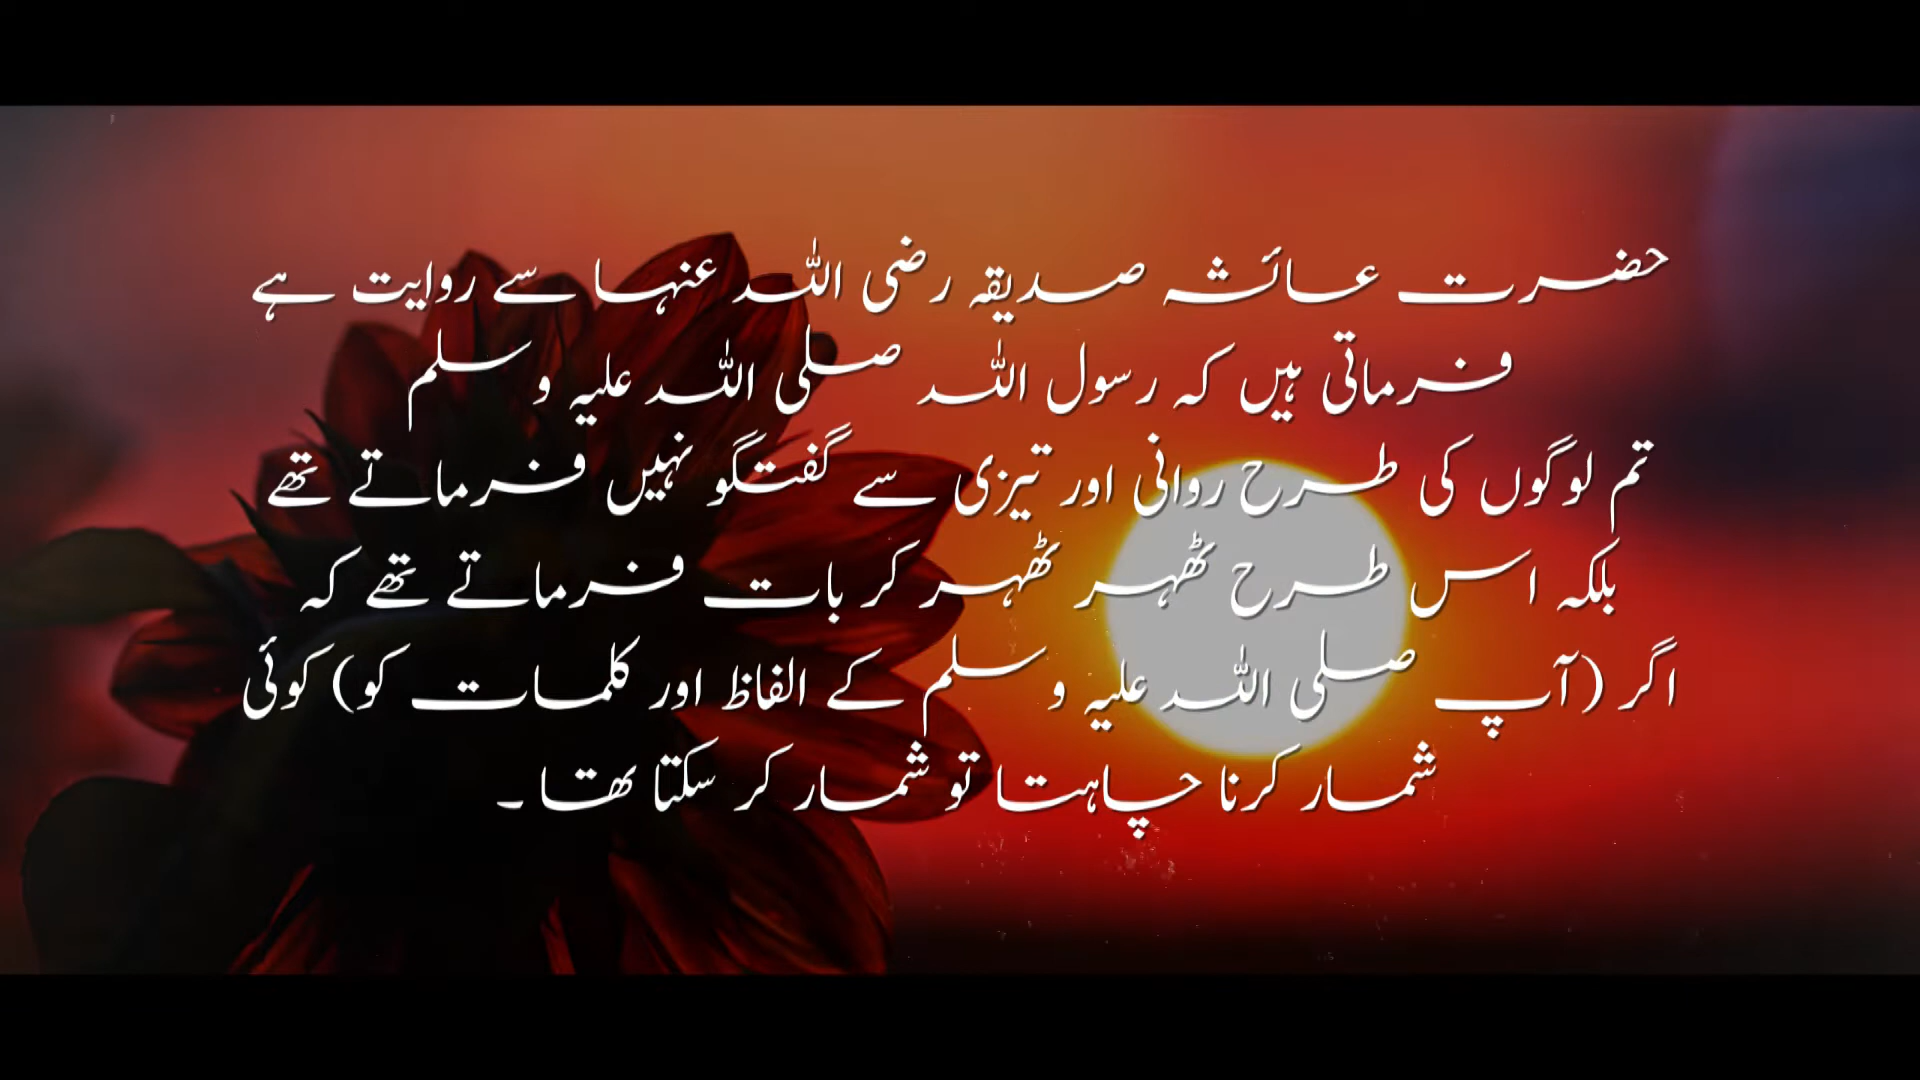 حضرت عائشہ صدیقہ رضی اللہ عنہا سے روایت ہے
فرماتی ہیں کہ رسول اللہ صلی اللہ علیہ وسلم
تم لوگوں کی طرح روانی اور تیزی سے گفتگو نہیں فرماتے تھے
بلکہ اس طرح ٹھہر ٹھہر کر بات فرماتے تھے کہ
اگر (آپ صلی اللہ علیہ وسلم کے الفاظ اور کلمات کو) کوئی
شمار کرنا چاہتا تو شمار کر سکتا تھا۔